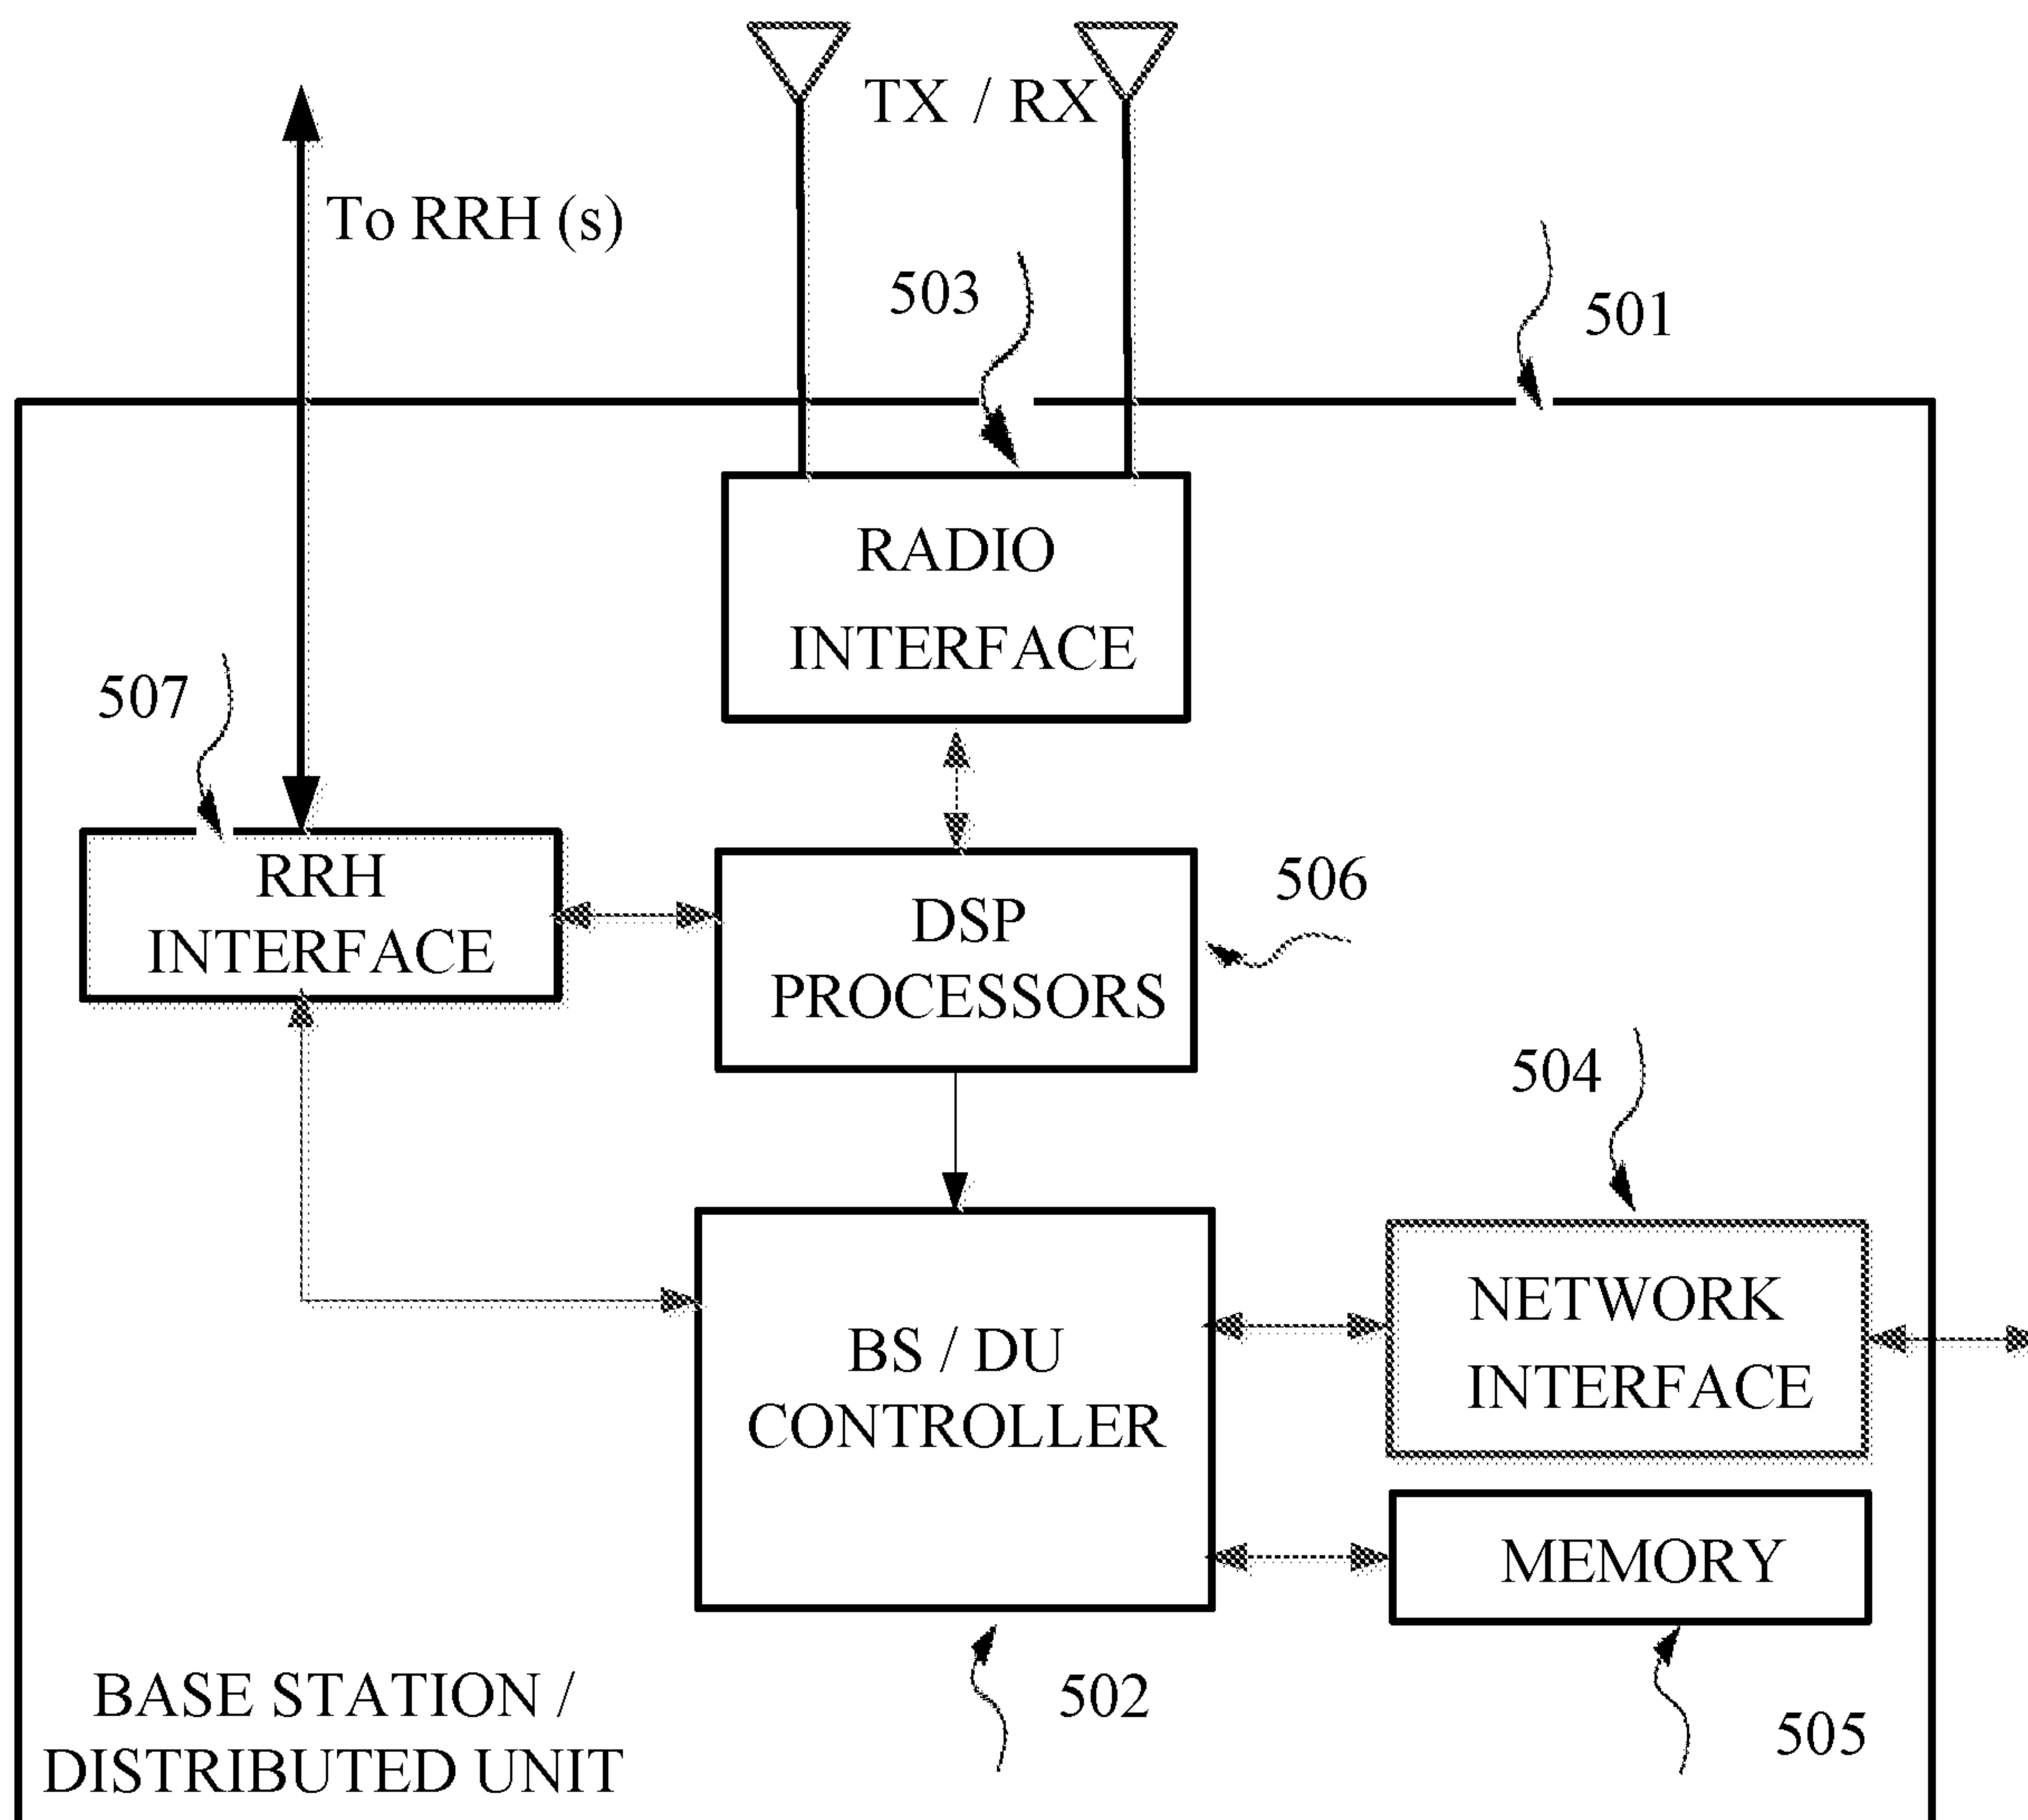 TX / RX
To RRH (s)
503
501
RADIO
INTERFACE
507
RRH
INTERFACE
DSP
PROCESSORS
506
504
BS / DU
CONTROLLER
NETWORK
INTERFACE
MEMORY
502
505
BASE STATION /
DISTRIBUTED UNIT